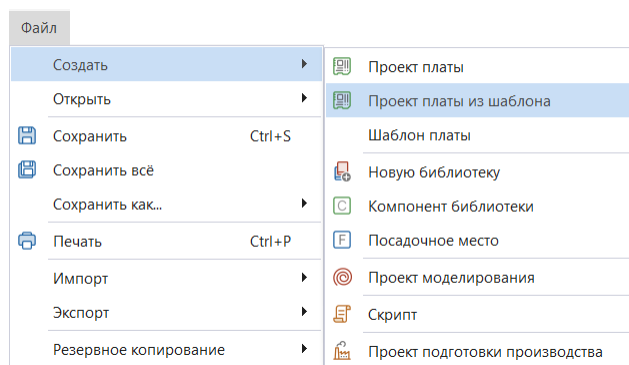 Файл
Создать
Открыть
Сохранить Ctrl+S
Сохранить всё
Сохранить как...
Печать Ctrl+P
Импорт
Экспорт
Резервное копирование
Проект платы
Проект платы из шаблона
Шаблон платы
Новую библиотеку
C Компонент библиотеки
F Посадочное место
Проект моделирования
Скрипт
Проект подготовки производства